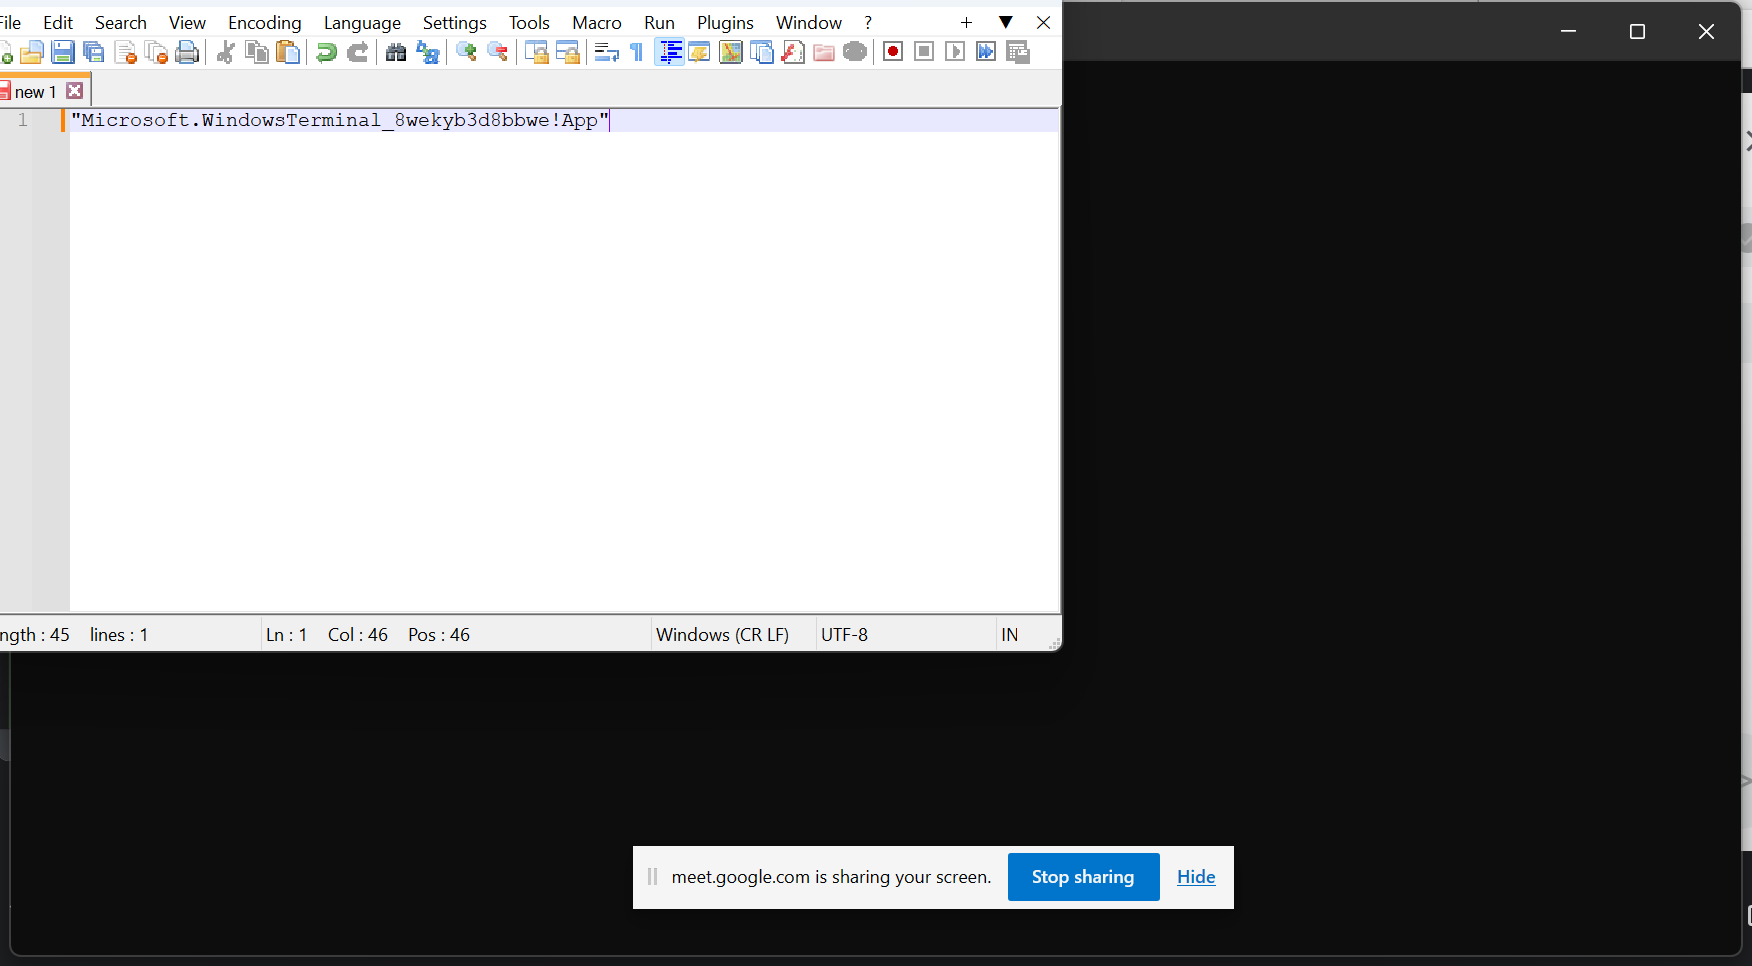 File Edit Search View Encoding Language Settings Tools Macro Run Plugins Window ?
new 1
1 "Microsoft.WindowsTerminal_8wekyb3d8bbwe!App"
ngth : 45 lines : 1 Ln : 1 Col : 46 Pos : 46 Windows (CR LF) UTF-8 IN
meet.google.com is sharing your screen. Stop sharing Hide